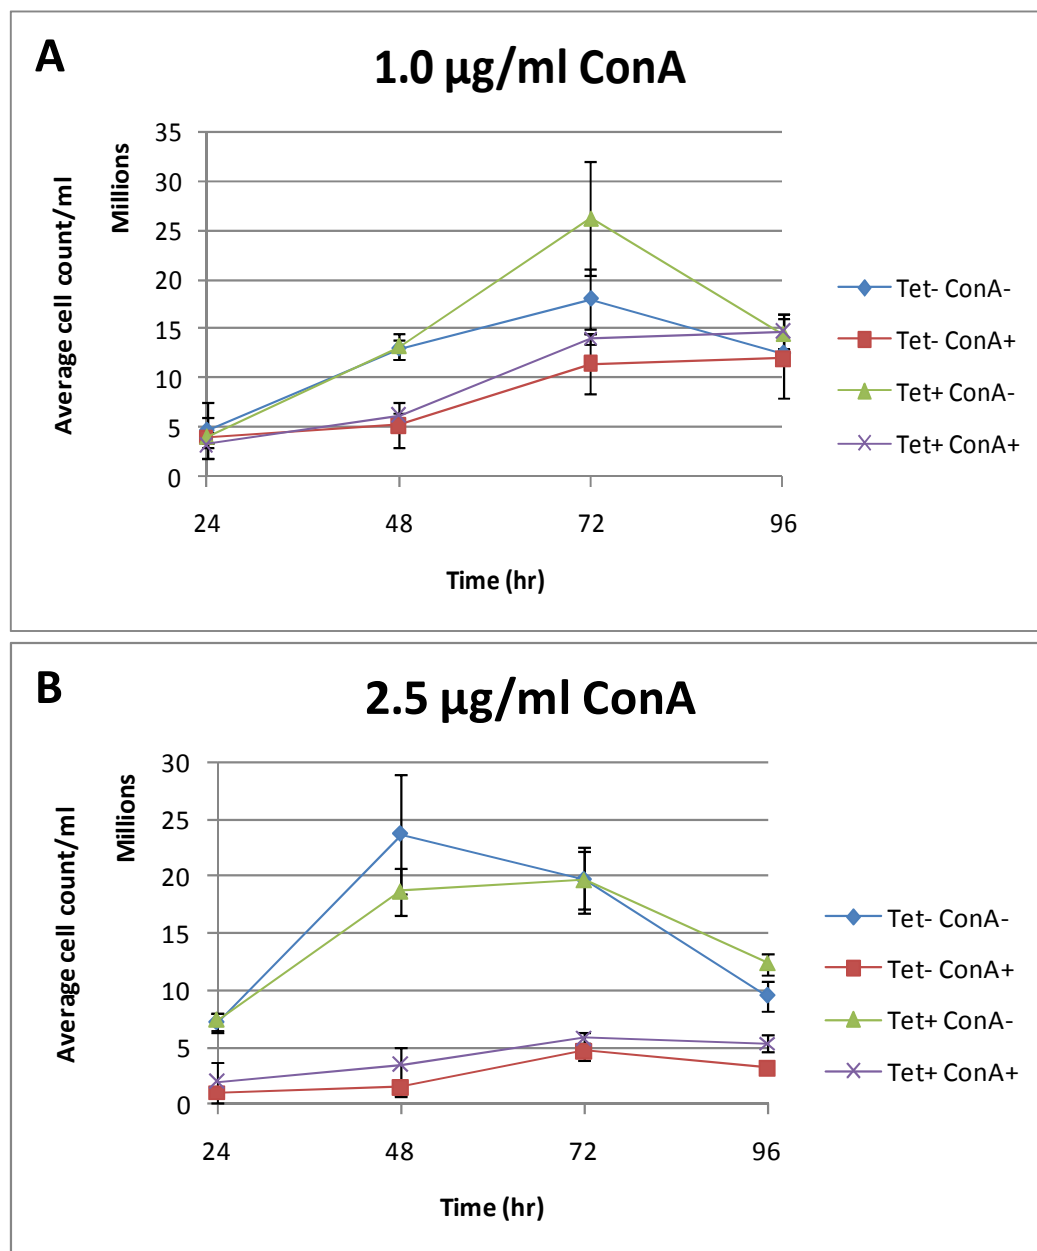 A
1.0 µg/ml ConA
Average cell count/ml
Millions
35
30
25
20
15
10
5
0
24 48 72 96
Time (hr)
Tet- ConA-
Tet- ConA+
Tet+ ConA-
Tet+ ConA+
B
2.5 µg/ml ConA
Average cell count/ml
Millions
30
25
20
15
10
5
0
24 48 72 96
Time (hr)
Tet- ConA-
Tet- ConA+
Tet+ ConA-
Tet+ ConA+